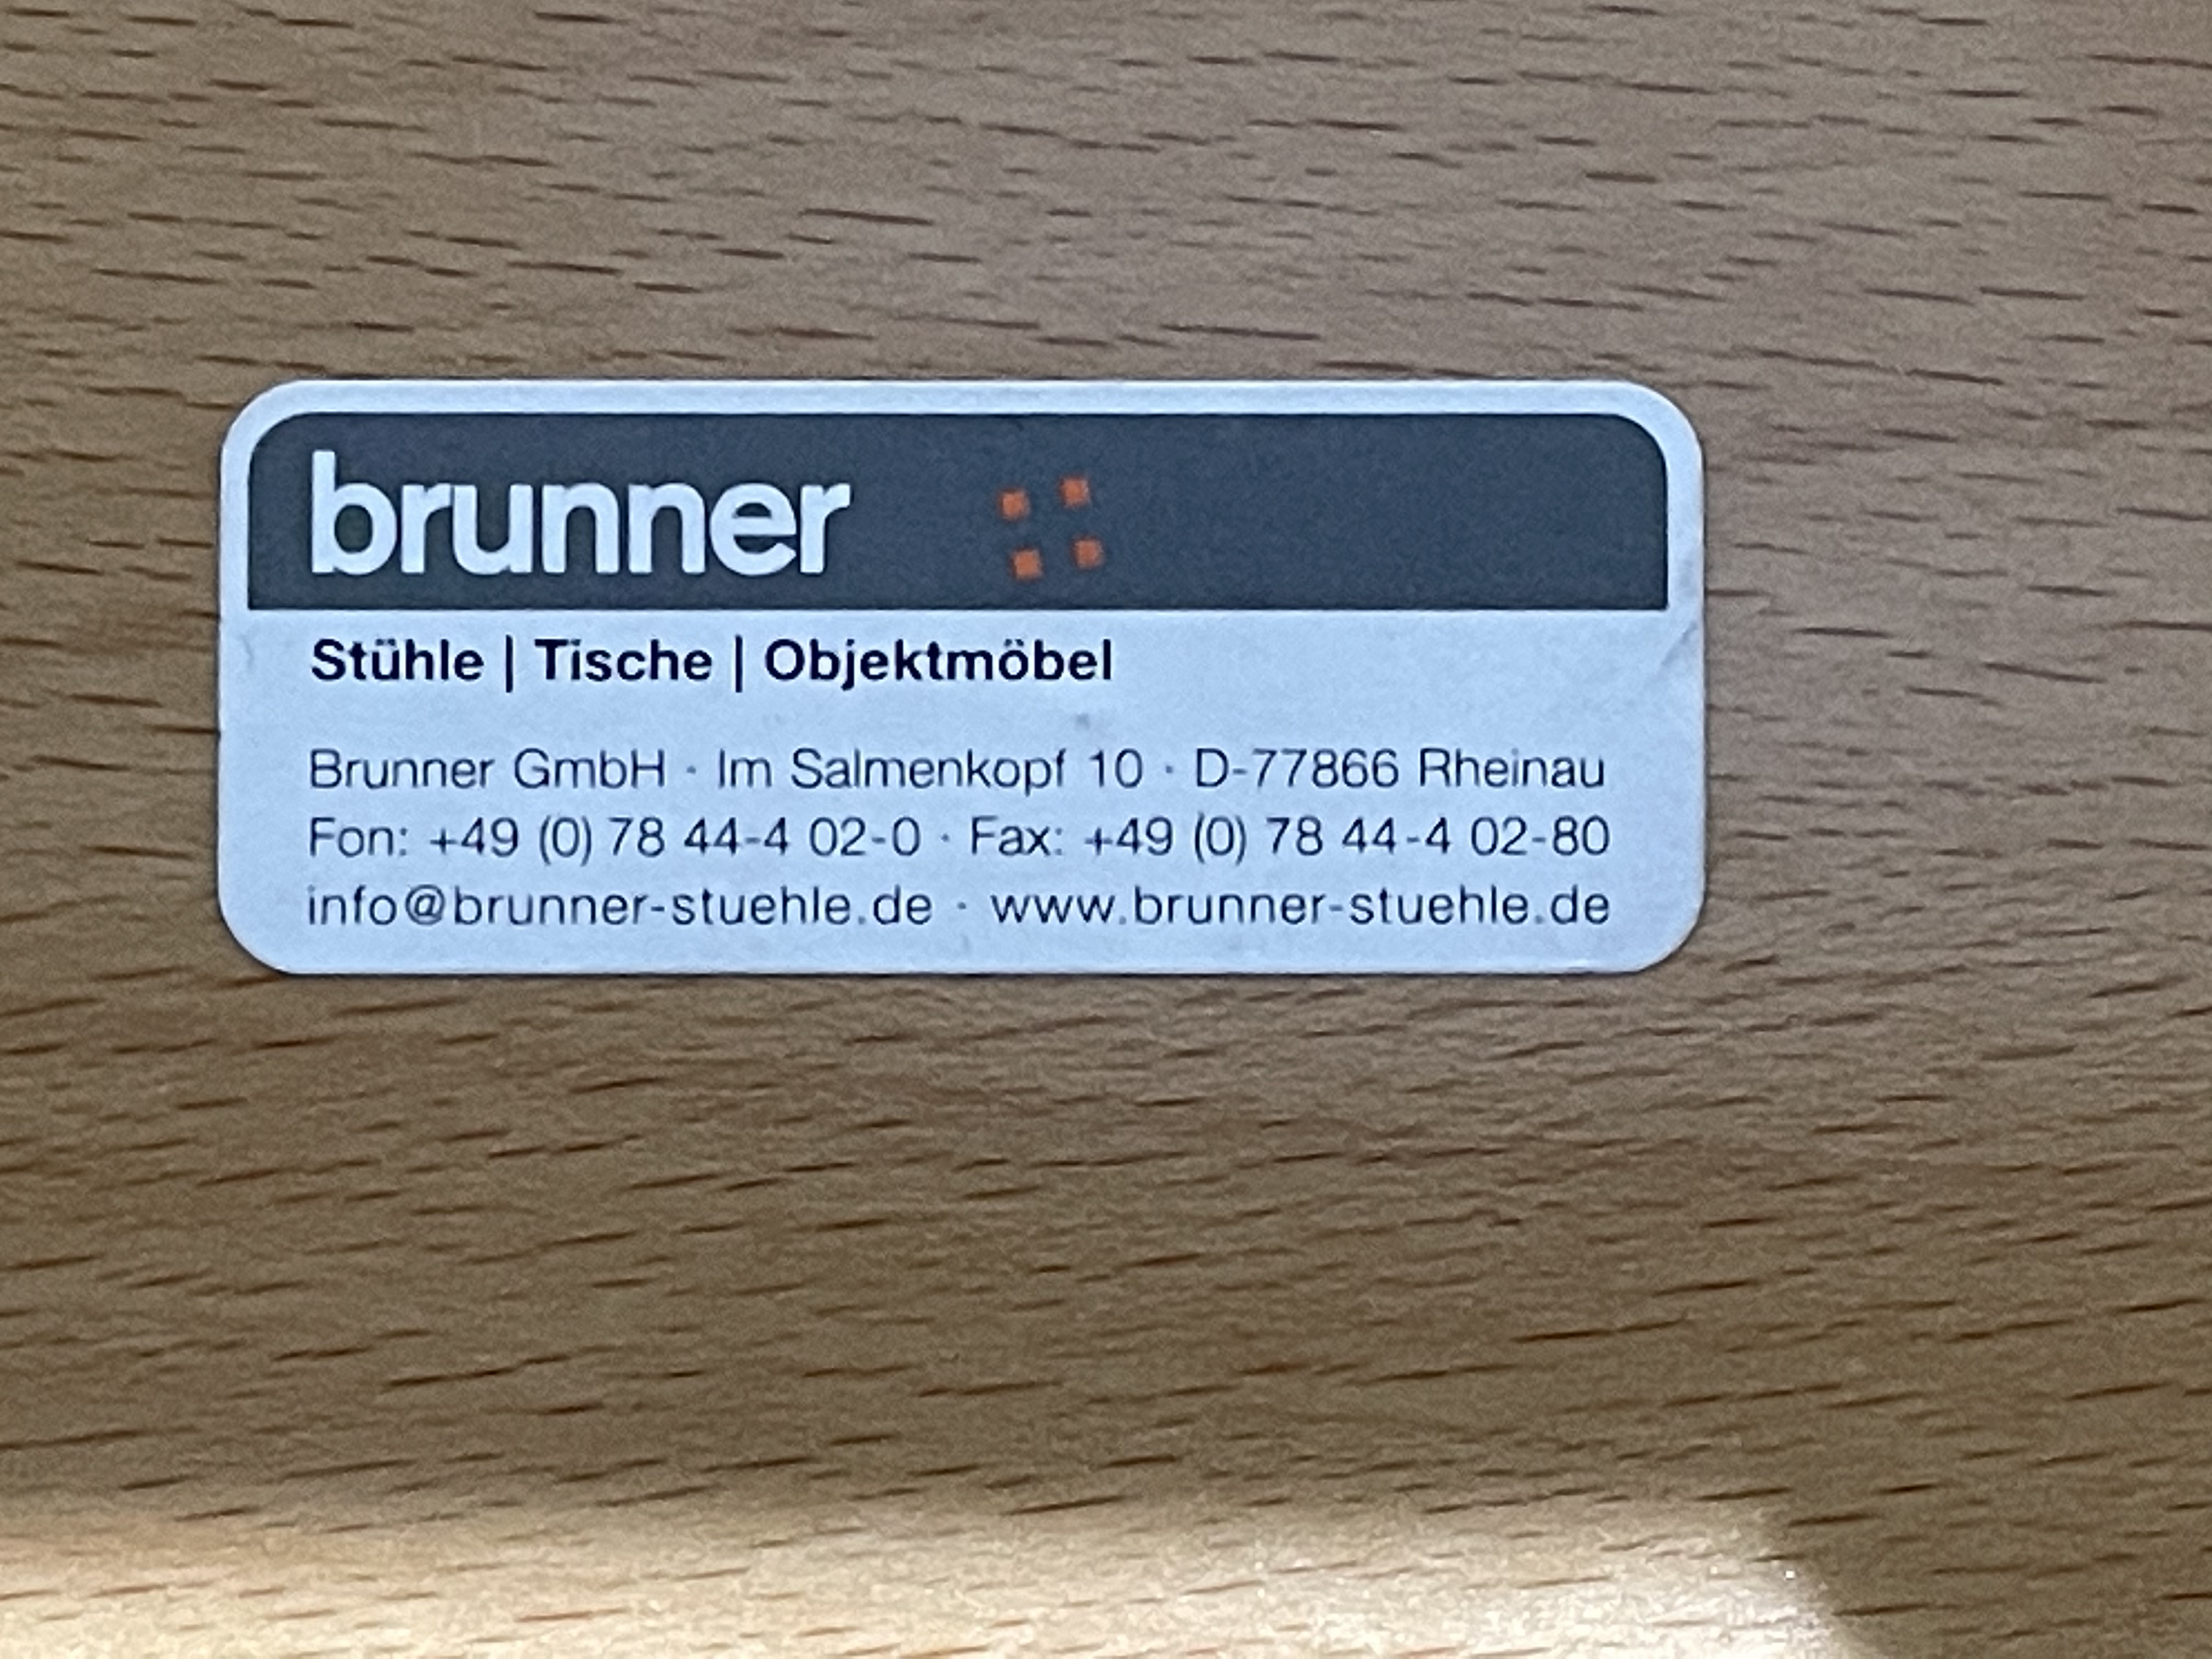 brunner
Stühle | Tische | Objektmöbel
Brunner GmbH · Im Salmenkopf 10 · D-77866 Rheinau
Fon: +49 (0) 78 44-4 02-0 · Fax: +49 (0) 78 44-4 02-80
info@brunner-stuehle.de · www.brunner-stuehle.de